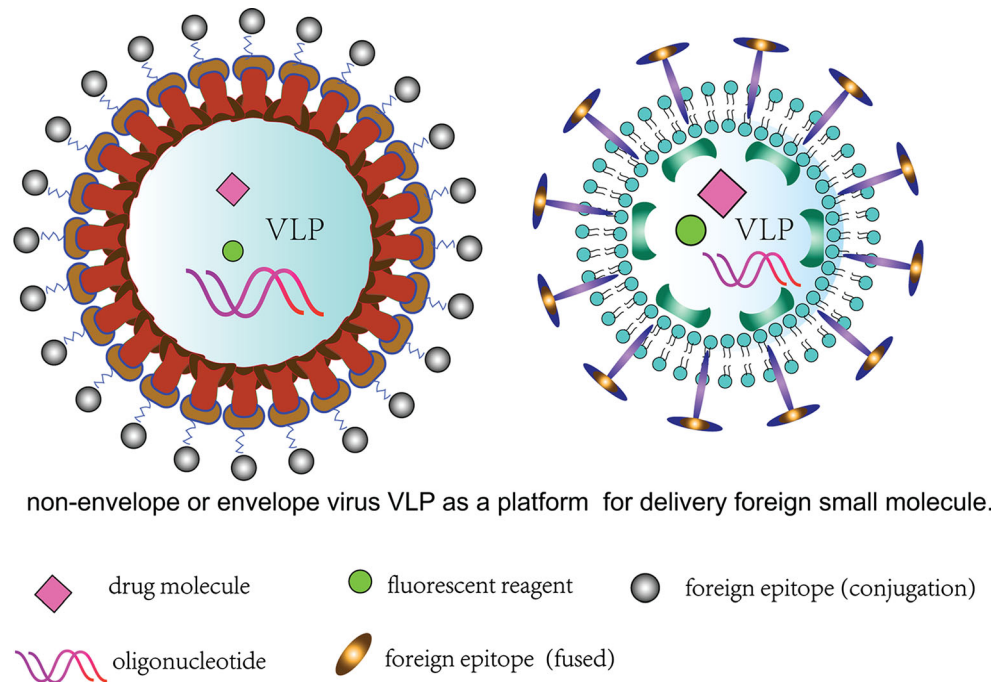 VLP
VLP
non-envelope or envelope virus VLP as a platform for delivery foreign small molecule.
drug molecule
fluorescent reagent
foreign epitope (conjugation)
oligonucleotide
foreign epitope (fused)